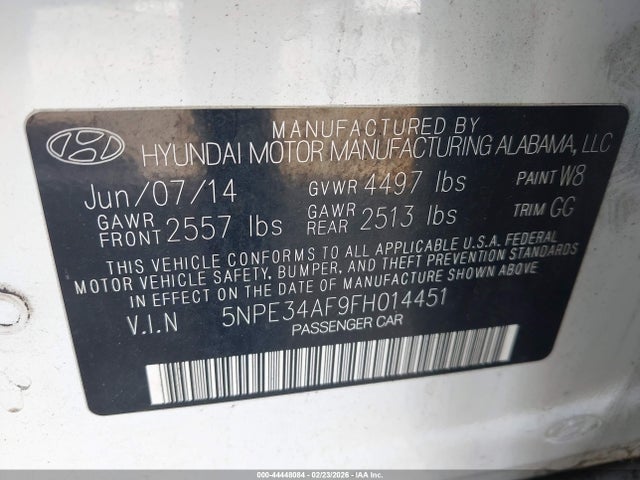 MANUFACTURED BY
HYUNDAI MOTOR MANUFACTURING ALABAMA, LLC
Jun/07/14 GVWR 4497 lbs PAINT W8
GAWR FRONT 2557 lbs GAWR REAR 2513 lbs TRIM GG
THIS VEHICLE CONFORMS TO ALL APPLICABLE U.S.A. FEDERAL
MOTOR VEHICLE SAFETY, BUMPER, AND THEFT PREVENTION STANDARDS
IN EFFECT ON THE DATE OF MANUFACTURE SHOWN ABOVE.
V.I.N 5NPE34AF9FH014451
PASSENGER CAR
000-44448084 - 02/23/2026 - IAAI.COM